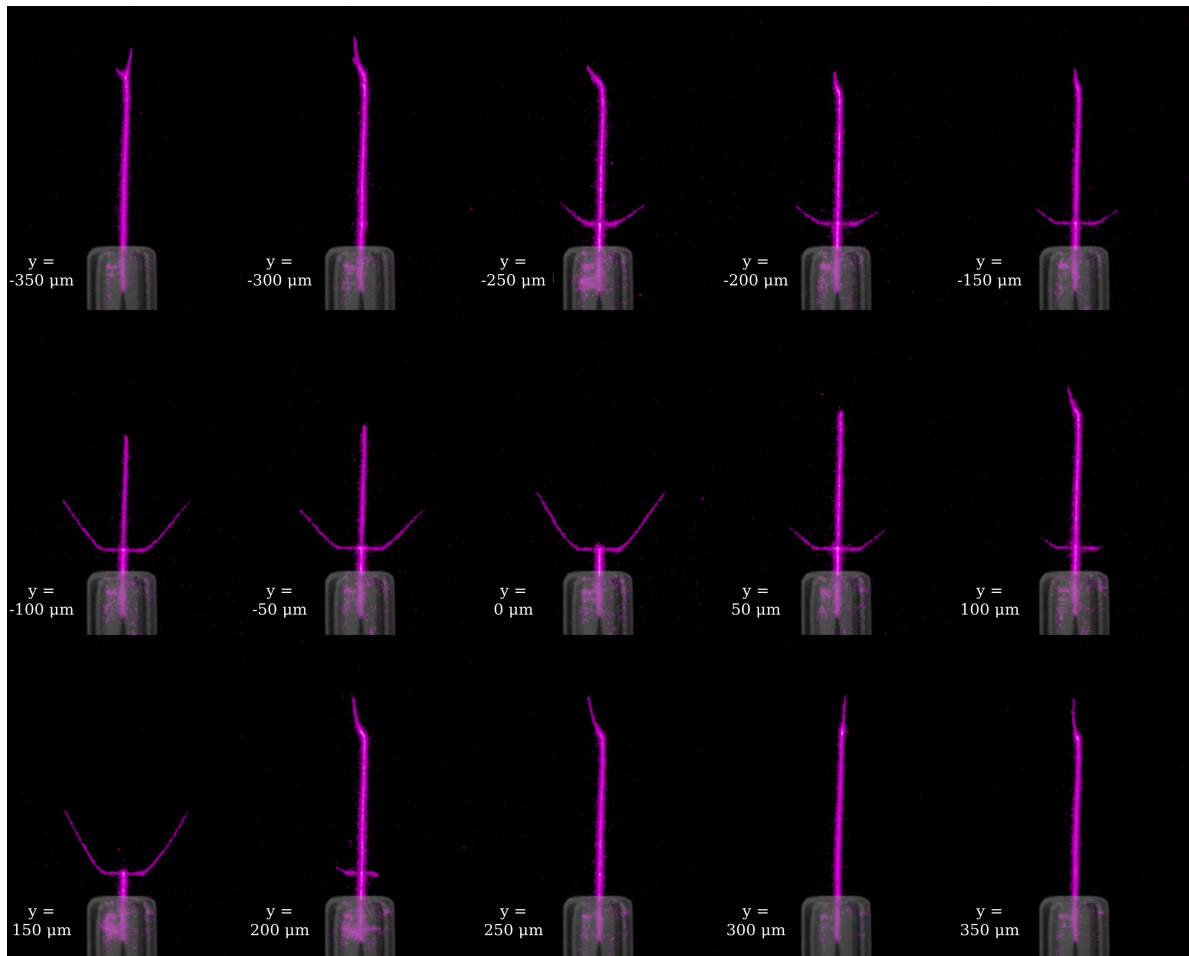 y =
-350 μm
y =
-300 μm
y =
-250 μm
y =
-200 μm
y =
-150 μm
y =
-100 μm
y =
-50 μm
y =
0 μm
y =
50 μm
y =
100 μm
y =
150 μm
y =
200 μm
y =
250 μm
y =
300 μm
y =
350 μm